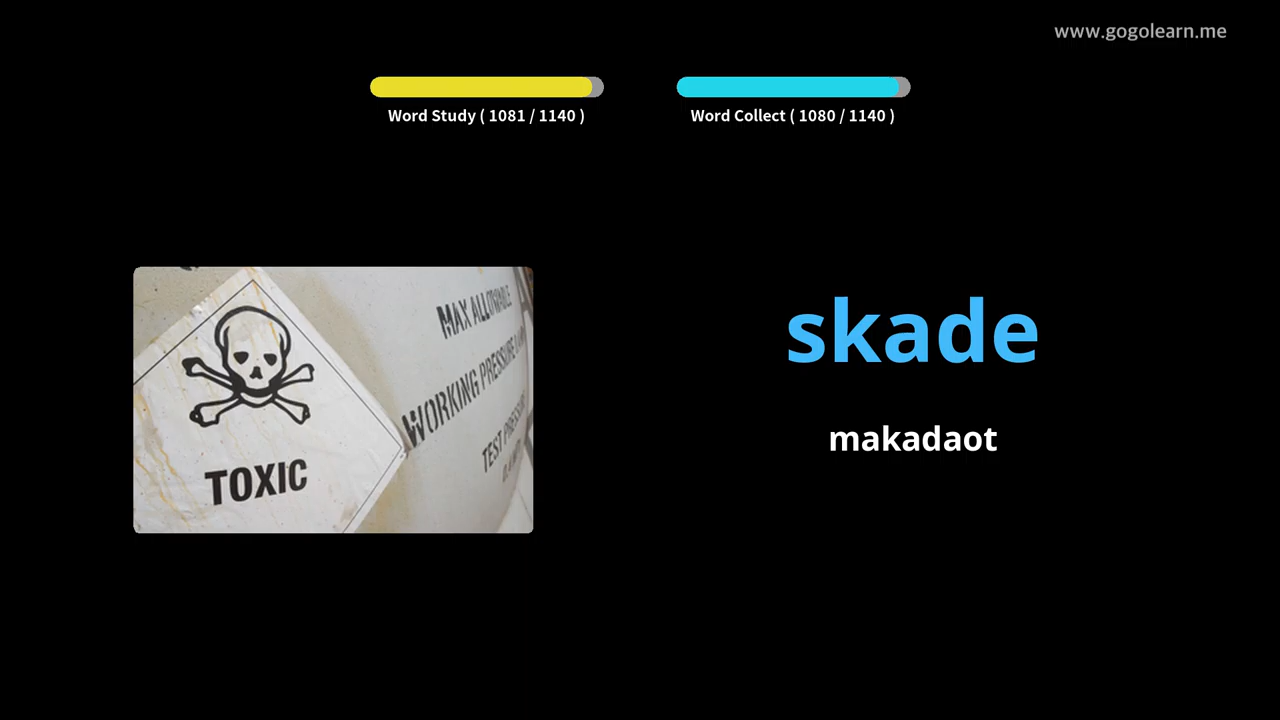 www.gogolearn.me
Word Study ( 1081 / 1140 )
Word Collect ( 1080 / 1140 )
MAX ALLOWABLE
WORKING PRESSURE
TEST PRESSURE
TOXIC
skade
makadaot